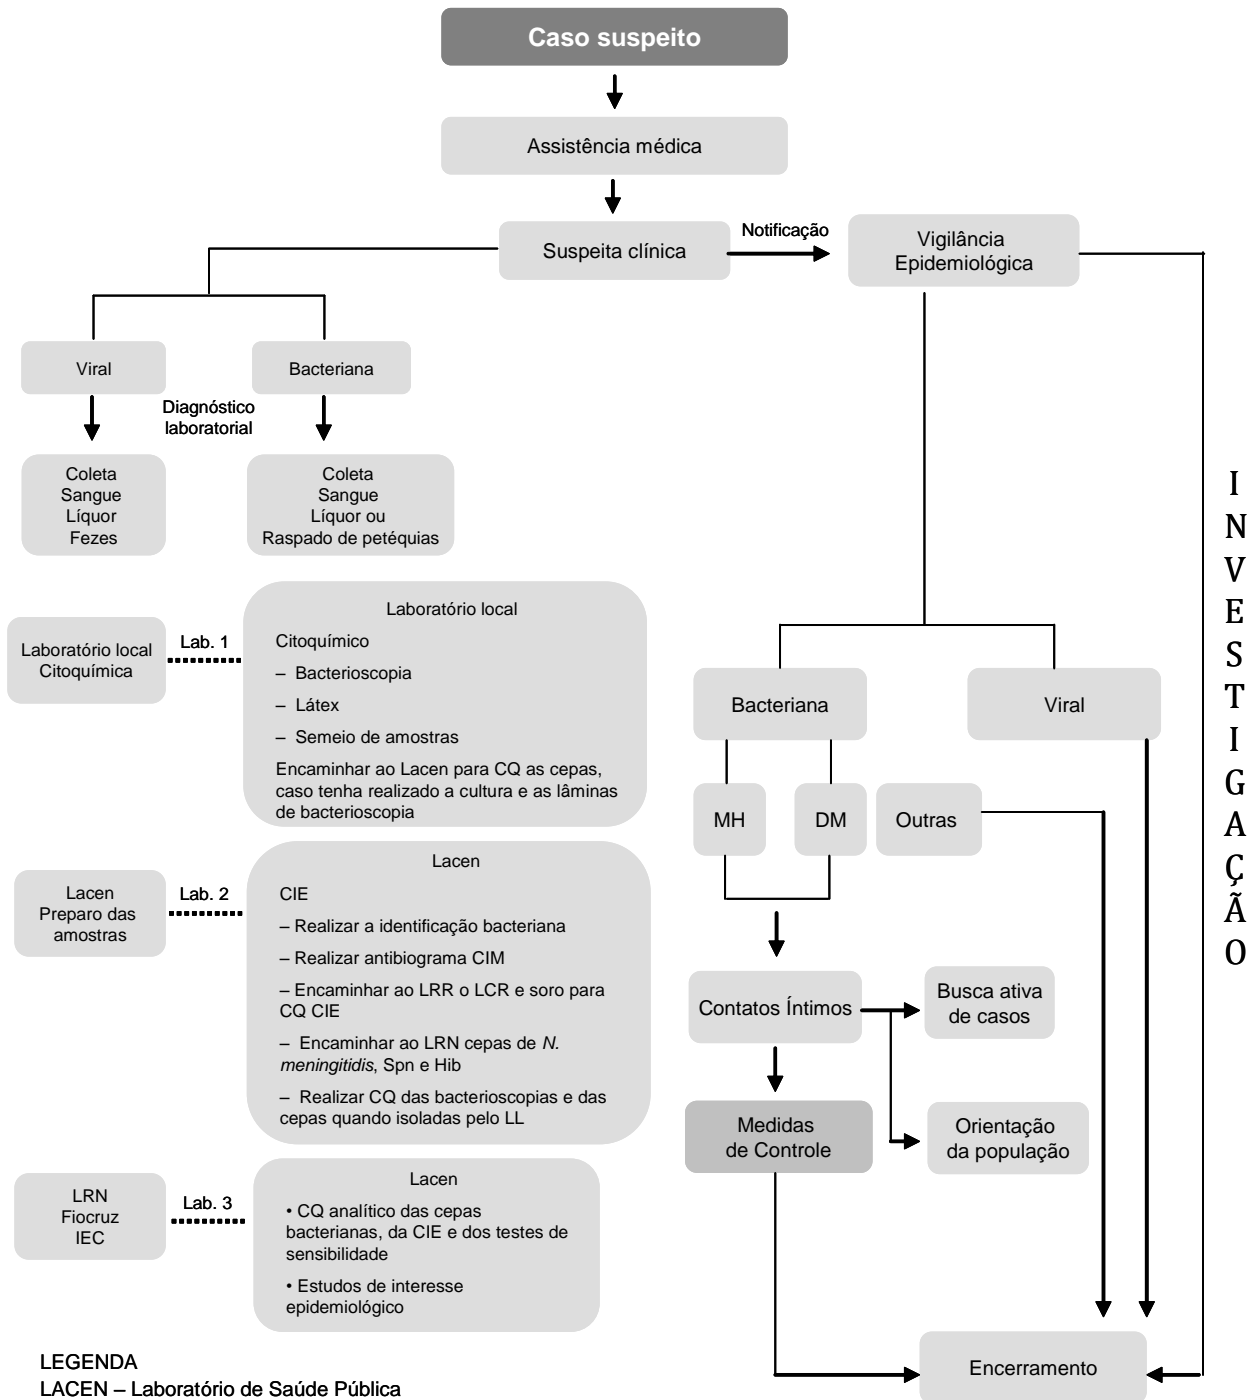 Caso suspeito
Assistência médica
Suspeita clínica
Notificação
Vigilância
Epidemiológica
Viral
Bacteriana
Diagnóstico
laboratorial
Coleta
Sangue
Líquor
Fezes
Coleta
Sangue
Líquor ou
Raspado de petéquias
Laboratório local
Citoquímica
Lab. 1
Laboratório local
Citoquímico
– Bacterioscopia
– Látex
– Semeio de amostras
Encaminhar ao Lacen para CQ as cepas,
caso tenha realizado a cultura e as lâminas
de bacterioscopia
Lacen
Preparo das
amostras
Lab. 2
Lacen
CIE
– Realizar a identificação bacteriana
– Realizar antibiograma CIM
– Encaminhar ao LRR o LCR e soro para
CQ CIE
– Encaminhar ao LRN cepas de N.
meningitidis, Spn e Hib
– Realizar CQ das bacterioscopias e das
cepas quando isoladas pelo LL
LRN
Fiocruz
IEC
Lab. 3
Lacen
• CQ analítico das cepas
bacterianas, da CIE e dos testes de
sensibilidade
• Estudos de interesse
epidemiológico
Bacteriana
Viral
MH
DM
Outras
Contatos Íntimos
Busca ativa
de casos
Medidas
de Controle
Orientação
da população
Encerramento
I
N
V
E
S
T
I
G
A
Ç
Ã
O
LEGENDA
LACEN – Laboratório de Saúde Pública